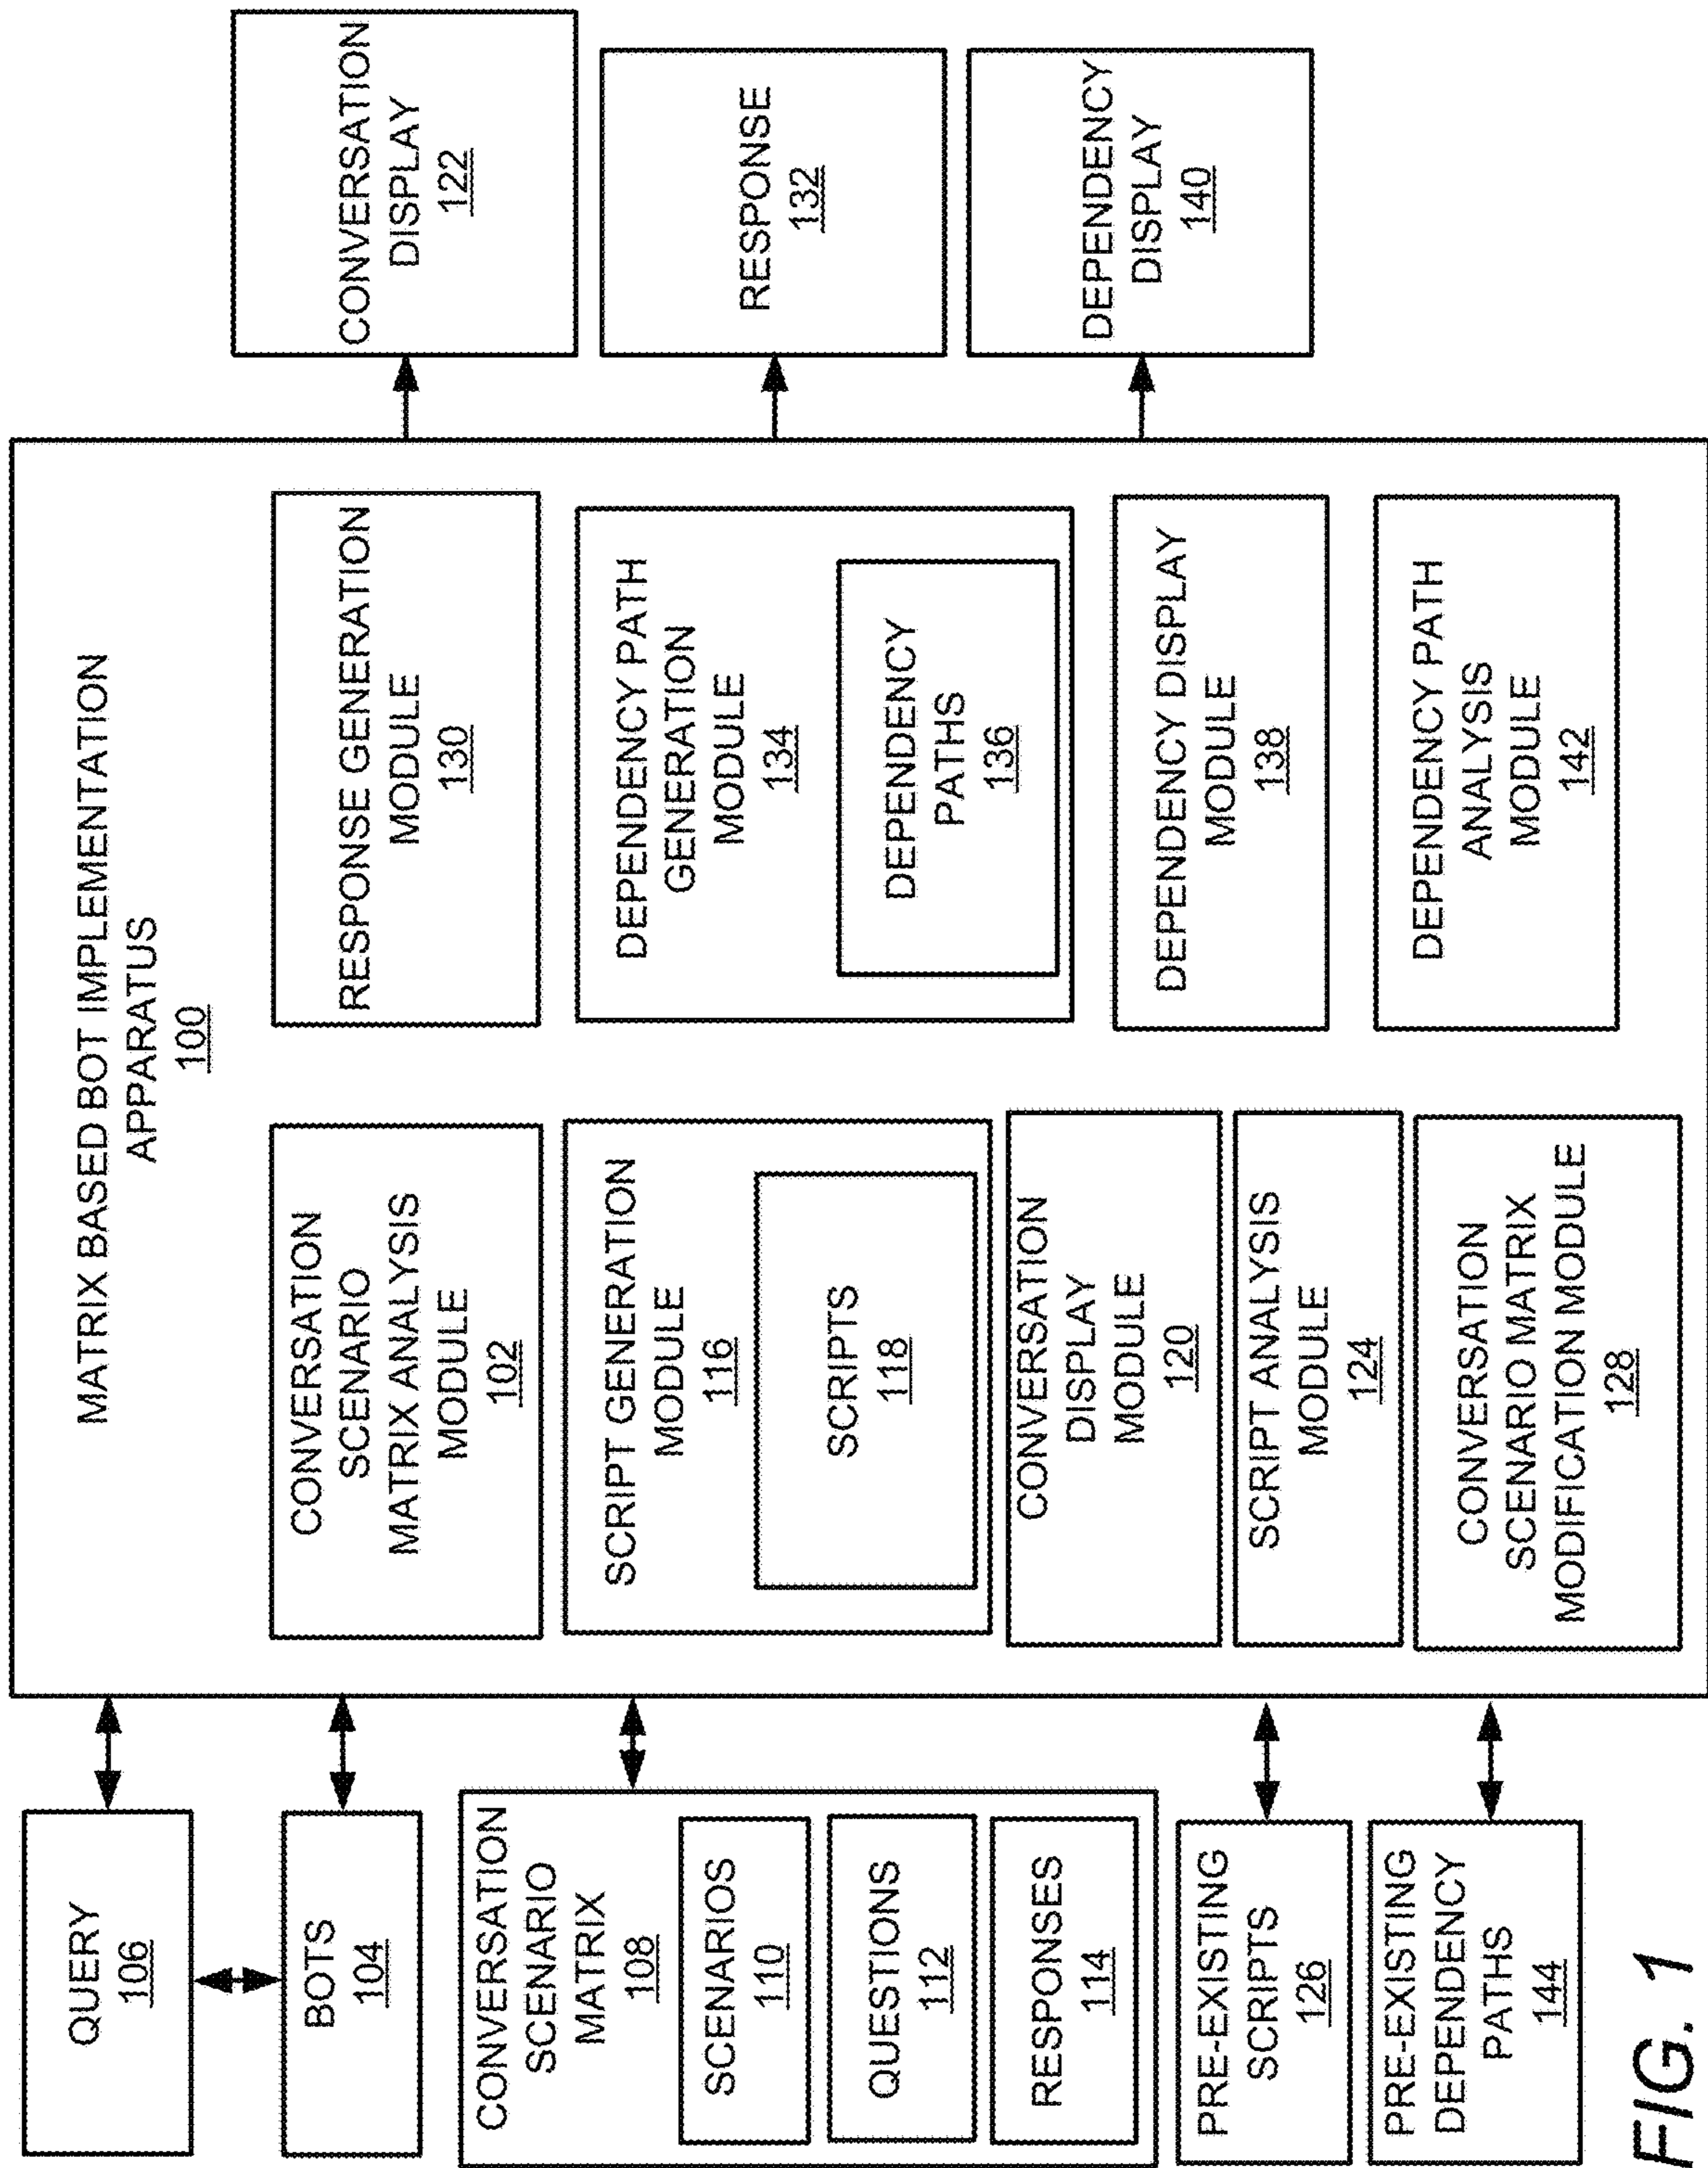 MATRIX BASED BOT IMPLEMENTATION
APPARATUS
100
QUERY
106
BOTS
104
CONVERSATION
SCENARIO
MATRIX
108
SCENARIOS
110
QUESTIONS
112
RESPONSES
114
PRE-EXISTING
SCRIPTS
126
PRE-EXISTING
DEPENDENCY
PATHS
144
CONVERSATION
SCENARIO
MATRIX ANALYSIS
MODULE
102
SCRIPT GENERATION
MODULE
116
SCRIPTS
118
CONVERSATION
DISPLAY
MODULE
120
SCRIPT ANALYSIS
MODULE
124
CONVERSATION
SCENARIO MATRIX
MODIFICATION MODULE
128
RESPONSE GENERATION
MODULE
130
DEPENDENCY PATH
GENERATION
MODULE
134
DEPENDENCY
PATHS
136
DEPENDENCY DISPLAY
MODULE
138
DEPENDENCY PATH
ANALYSIS
MODULE
142
CONVERSATION
DISPLAY
122
RESPONSE
132
DEPENDENCY
DISPLAY
140
FIG. 1